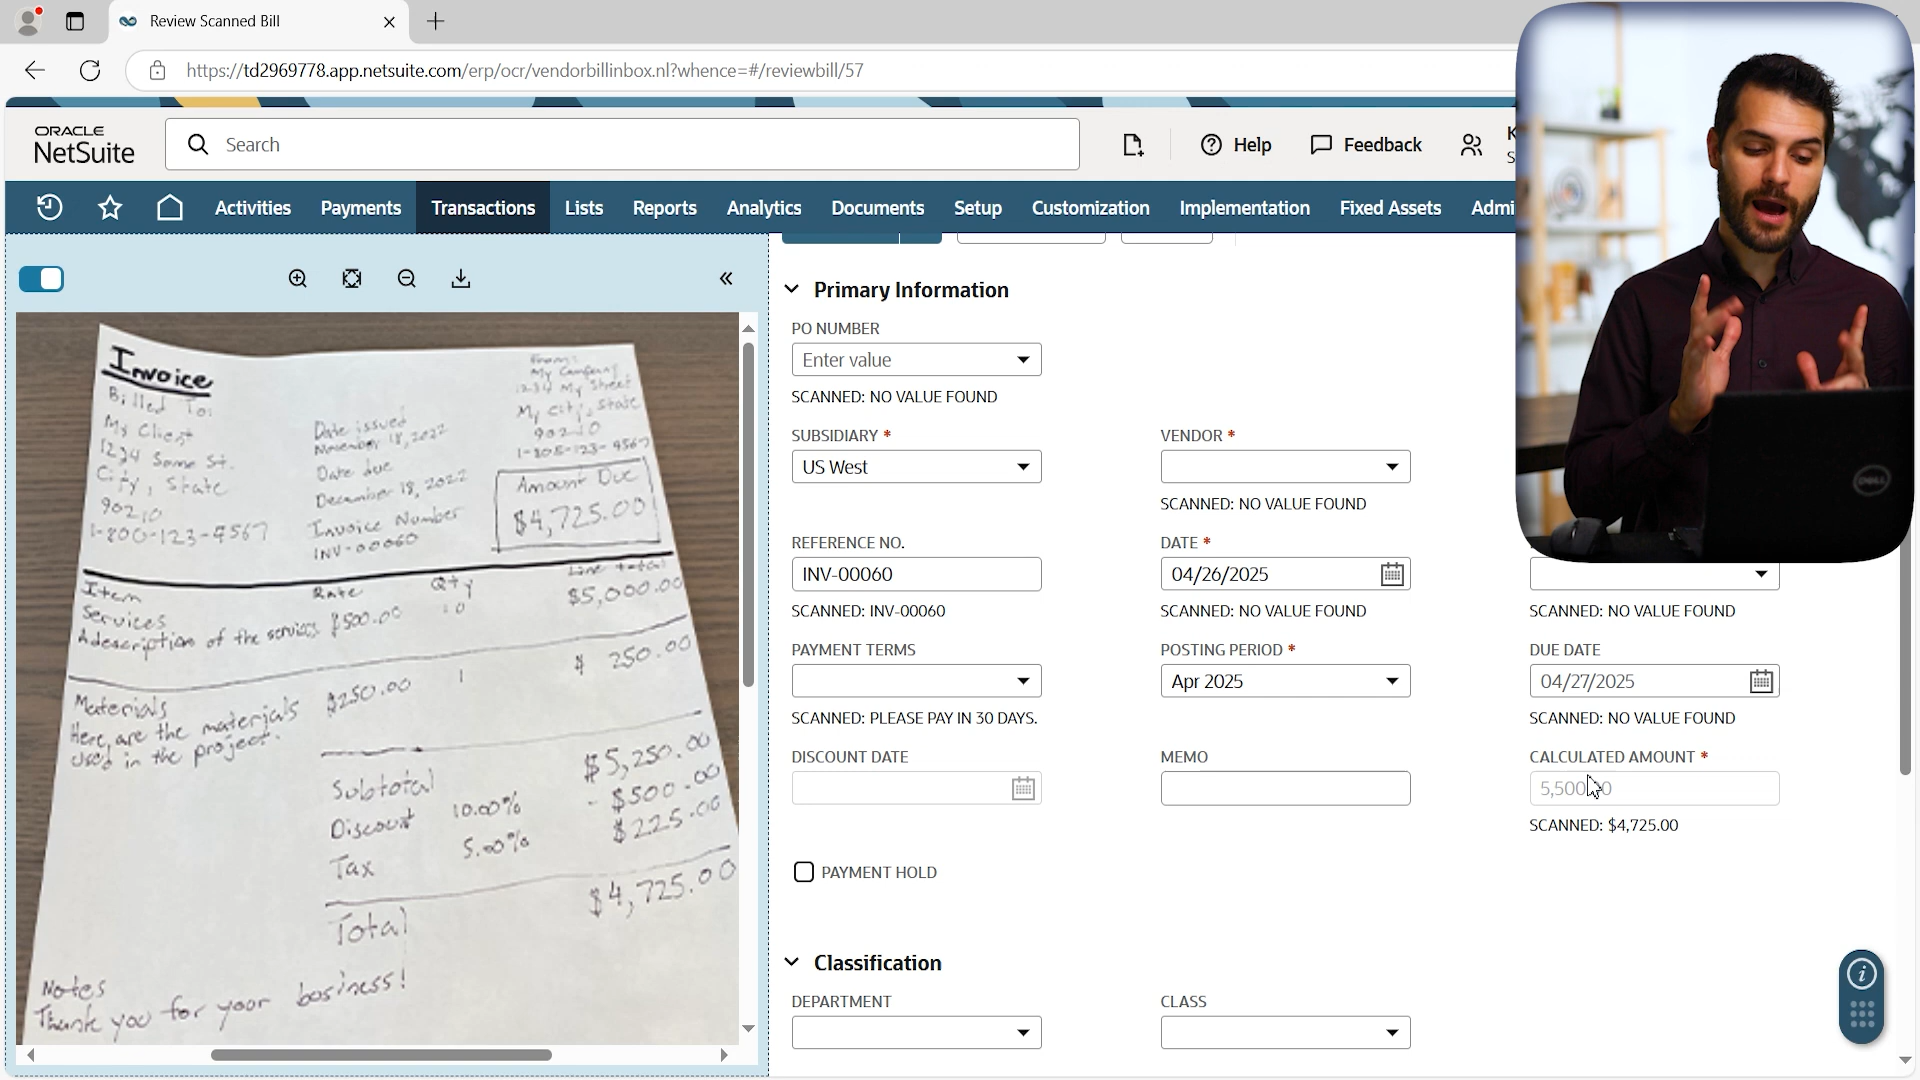 Review Scanned Bill
https://td2969778.app.netsuite.com/erp/ocr/vendorbillinbox.nl?whence=#/reviewbill/57
ORACLE
NetSuite
Search
Help
Feedback
K
S
Activities
Payments
Transactions
Lists
Reports
Analytics
Documents
Setup
Customization
Implementation
Fixed Assets
Admi
Invoice
Billed To:
My Client
1234 Some St.
City, State
90210
1-800-123-4567
Date issued
November 18, 2022
Date due
December 18, 2022
Invoice Number
INV-00060
From:
My Company
1234 My Street
My City, State
90210
1-805-123-4567
Amount Due
$4,725.00
Item Rate Qty Line total
Services $500.00 10 $5,000.00
A description of the services
Materials $250.00 1 $ 250.00
Here, are the materials
used in the project.
Subtotal $5,250.00
Discount 10.00% - $500.00
Tax 5.00% $225.00
Total $4,725.00
Notes
Thank you for your business!
Primary Information
PO NUMBER
Enter value
SCANNED: NO VALUE FOUND
SUBSIDIARY *
US West
VENDOR *
SCANNED: NO VALUE FOUND
REFERENCE NO.
INV-00060
SCANNED: INV-00060
DATE *
04/26/2025
SCANNED: NO VALUE FOUND
SCANNED: NO VALUE FOUND
PAYMENT TERMS
SCANNED: PLEASE PAY IN 30 DAYS.
POSTING PERIOD *
Apr 2025
DUE DATE
04/27/2025
SCANNED: NO VALUE FOUND
DISCOUNT DATE
MEMO
CALCULATED AMOUNT *
5,500.00
SCANNED: $4,725.00
PAYMENT HOLD
Classification
DEPARTMENT
CLASS
DELL